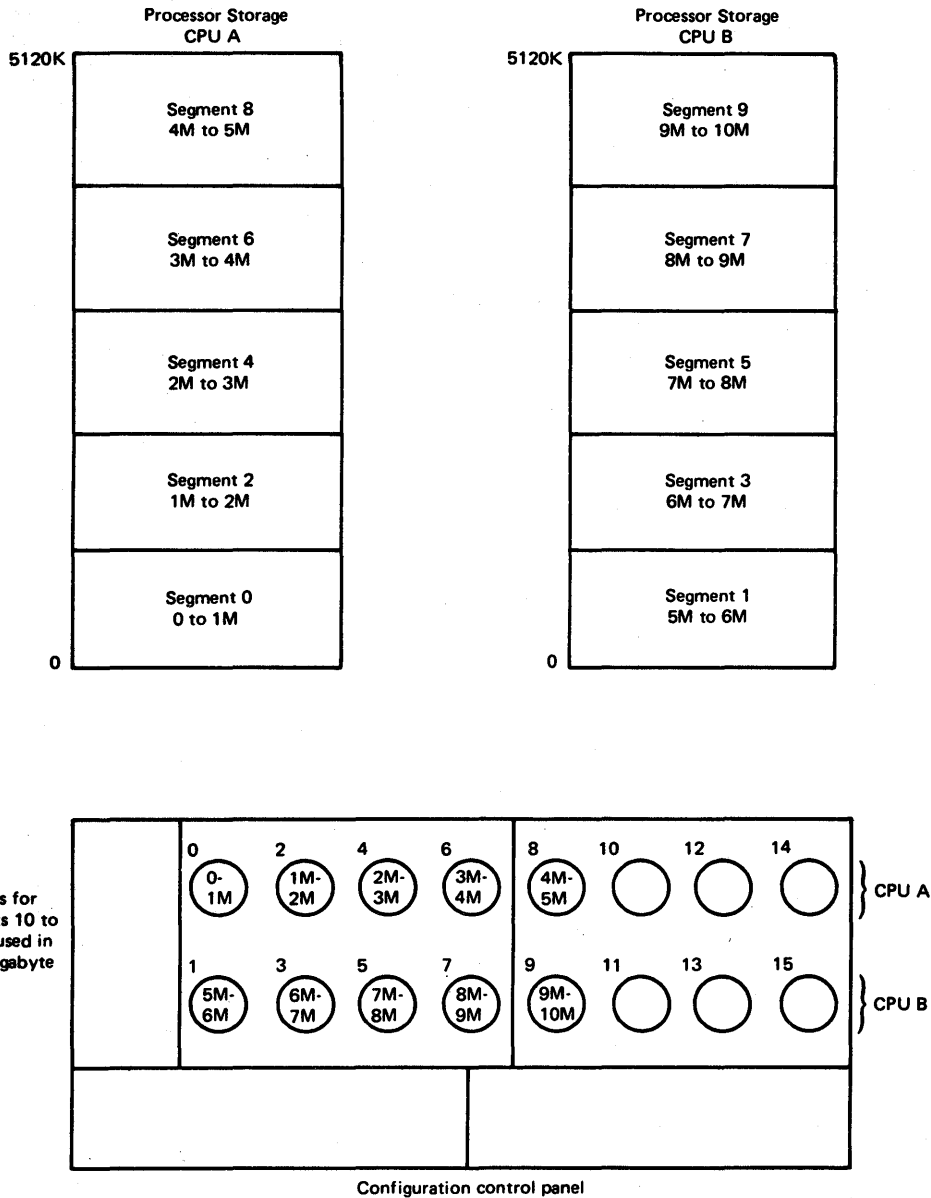 Processor Storage
CPU A
5120K
Segment 8
4M to 5M
Segment 6
3M to 4M
Segment 4
2M to 3M
Segment 2
1M to 2M
Segment 0
0 to 1M
0
Processor Storage
CPU B
5120K
Segment 9
9M to 10M
Segment 7
8M to 9M
Segment 5
7M to 8M
Segment 3
6M to 7M
Segment 1
5M to 6M
0
for
10 to
used in
0 2 4 6 8 10 12 14
0-
1M
1M-
2M
2M-
3M
3M-
4M
4M-
5M
CPU A
1 3 5 7 9 11 13 15
5M-
6M
6M-
7M
7M-
8M
8M-
9M
9M-
10M
CPU B
Configuration control panel